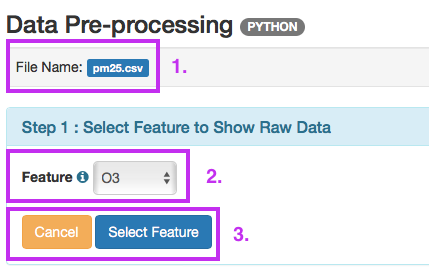 Data Pre-processing PYTHON
File Name: pm25.csv 1.
Step 1 : Select Feature to Show Raw Data
Feature O3 2.
Cancel Select Feature 3.